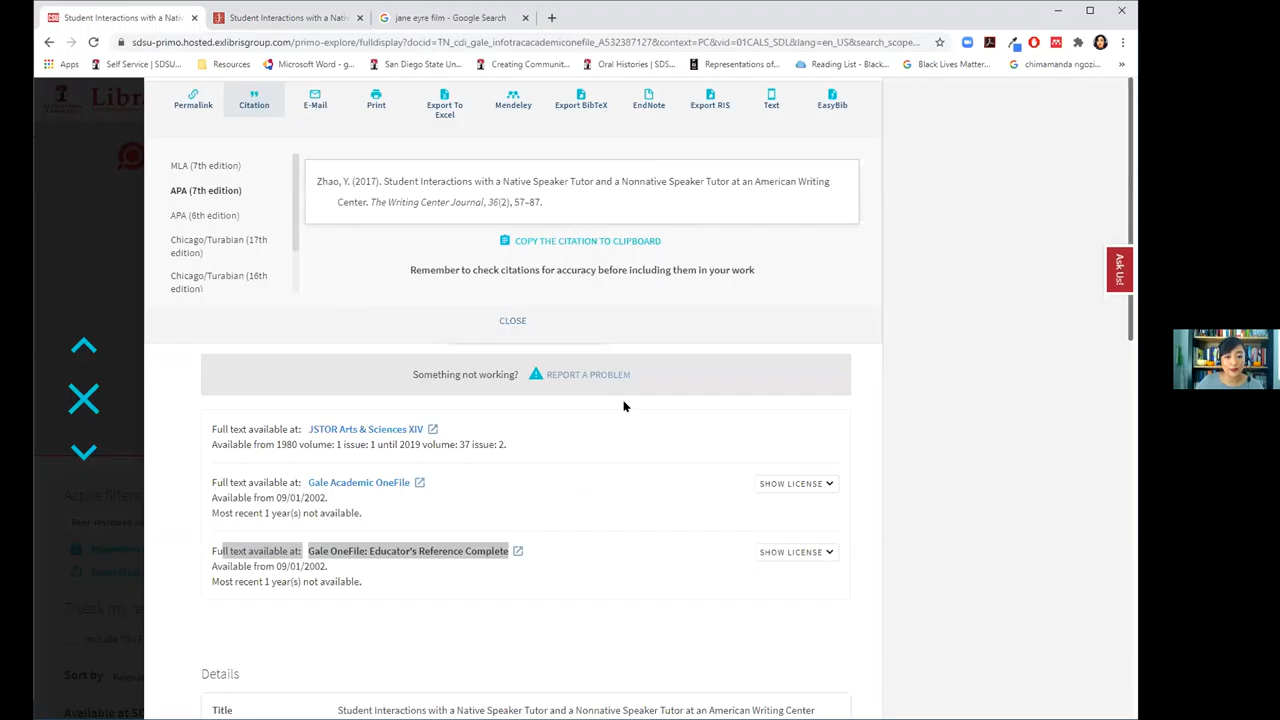 Student Interactions with a Nativ
Student Interactions with a Nativ
jane eyre film - Google Search
sdsu-primo.hosted.exlibrisgroup.com/primo-explore/fulldisplay?docid=TN_cdi_gale_infotracacademiconefile_A532387127&context=PC&vid=01CALS_SDL&lang=en_US&search_scope...
Apps
Self Service | SDSU...
Resources
Microsoft Word - g...
San Diego State Un...
Creating Communit...
Oral Histories | SDS...
Representations of...
Reading List - Black...
Black Lives Matter...
chimamanda ngozi...
Permalink
Citation
E-Mail
Print
Export To
Excel
Mendeley
Export BibTeX
EndNote
Export RIS
Text
EasyBib
MLA (7th edition)
APA (7th edition)
APA (6th edition)
Chicago/Turabian (17th
edition)
Chicago/Turabian (16th
edition)
Zhao, Y. (2017). Student Interactions with a Native Speaker Tutor and a Nonnative Speaker Tutor at an American Writing
Center. The Writing Center Journal, 36(2), 57–87.
COPY THE CITATION TO CLIPBOARD
Remember to check citations for accuracy before including them in your work
CLOSE
Ask Us!
Something not working? REPORT A PROBLEM
Full text available at: JSTOR Arts & Sciences XIV
Available from 1980 volume: 1 issue: 1 until 2019 volume: 37 issue: 2.
Full text available at: Gale Academic OneFile
SHOW LICENSE
Available from 09/01/2002.
Most recent 1 year(s) not available.
Full text available at: Gale OneFile: Educator's Reference Complete
SHOW LICENSE
Available from 09/01/2002.
Most recent 1 year(s) not available.
Details
Title Student Interactions with a Native Speaker Tutor and a Nonnative Speaker Tutor at an American Writing Center
Active filters
Sort by